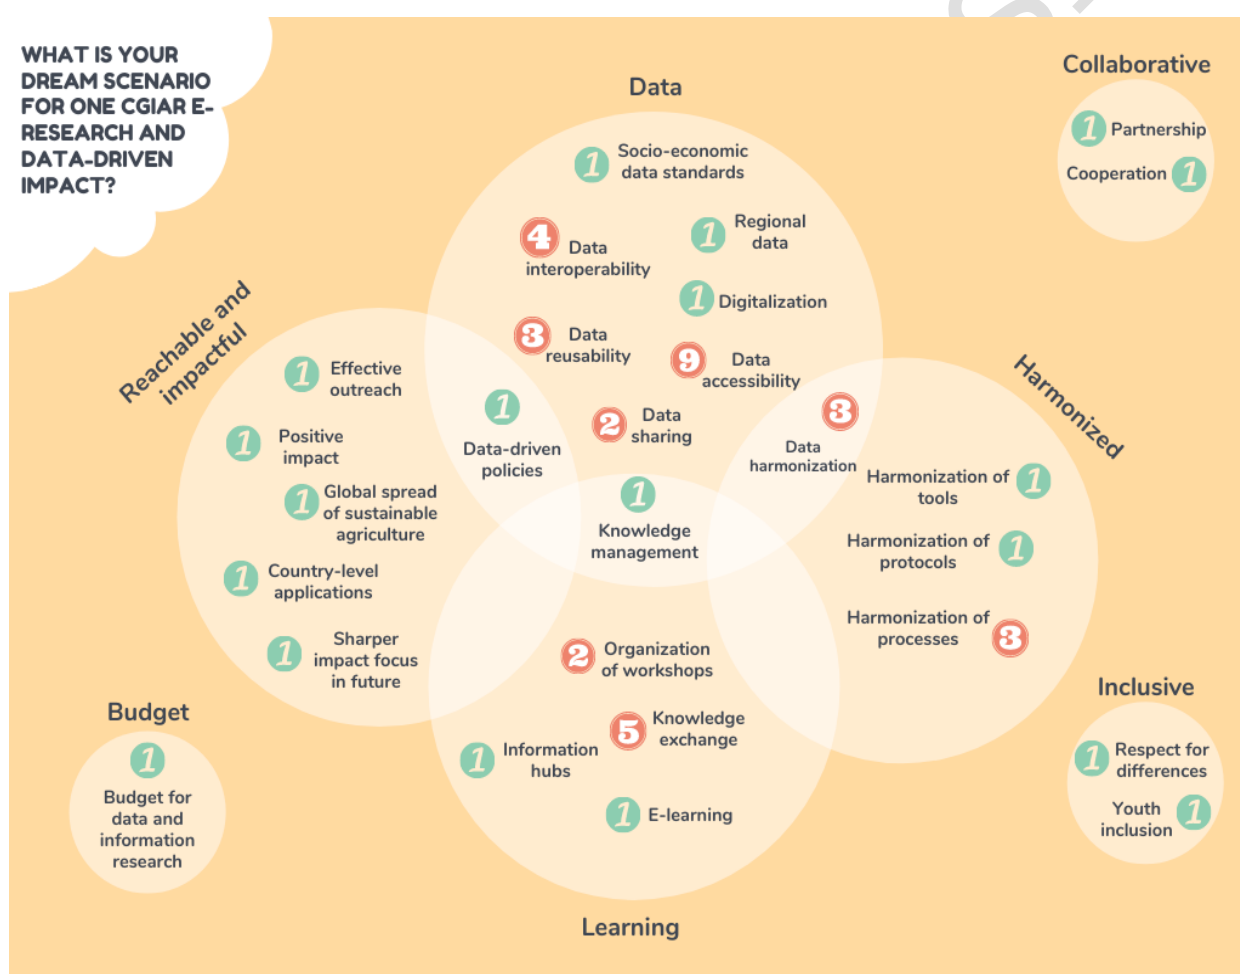 WHAT IS YOUR
DREAM SCENARIO
FOR ONE CGIAR E-
RESEARCH AND
DATA-DRIVEN
IMPACT?
Data
1 Socio-economic
data standards
4 Data
interoperability
1 Regional
data
1 Digitalization
3 Data
reusability
9 Data
accessibility
2 Data
sharing
Collaborative
1 Partnership
Cooperation 1
Reachable and
impactful
1 Effective
outreach
1 Positive
impact
1 Global spread
of sustainable
agriculture
1 Country-level
applications
1 Sharper
impact focus
in future
1
Data-driven
policies
3
Data
harmonization
1
Knowledge
management
Harmonized
Harmonization of 1
tools
Harmonization of 1
protocols
Harmonization of
processes 3
2 Organization
of workshops
5 Knowledge
exchange
1 Information
hubs
1 E-learning
Learning
Budget
1
Budget for
data and
information
research
Inclusive
1 Respect for
differences
Youth 1
inclusion